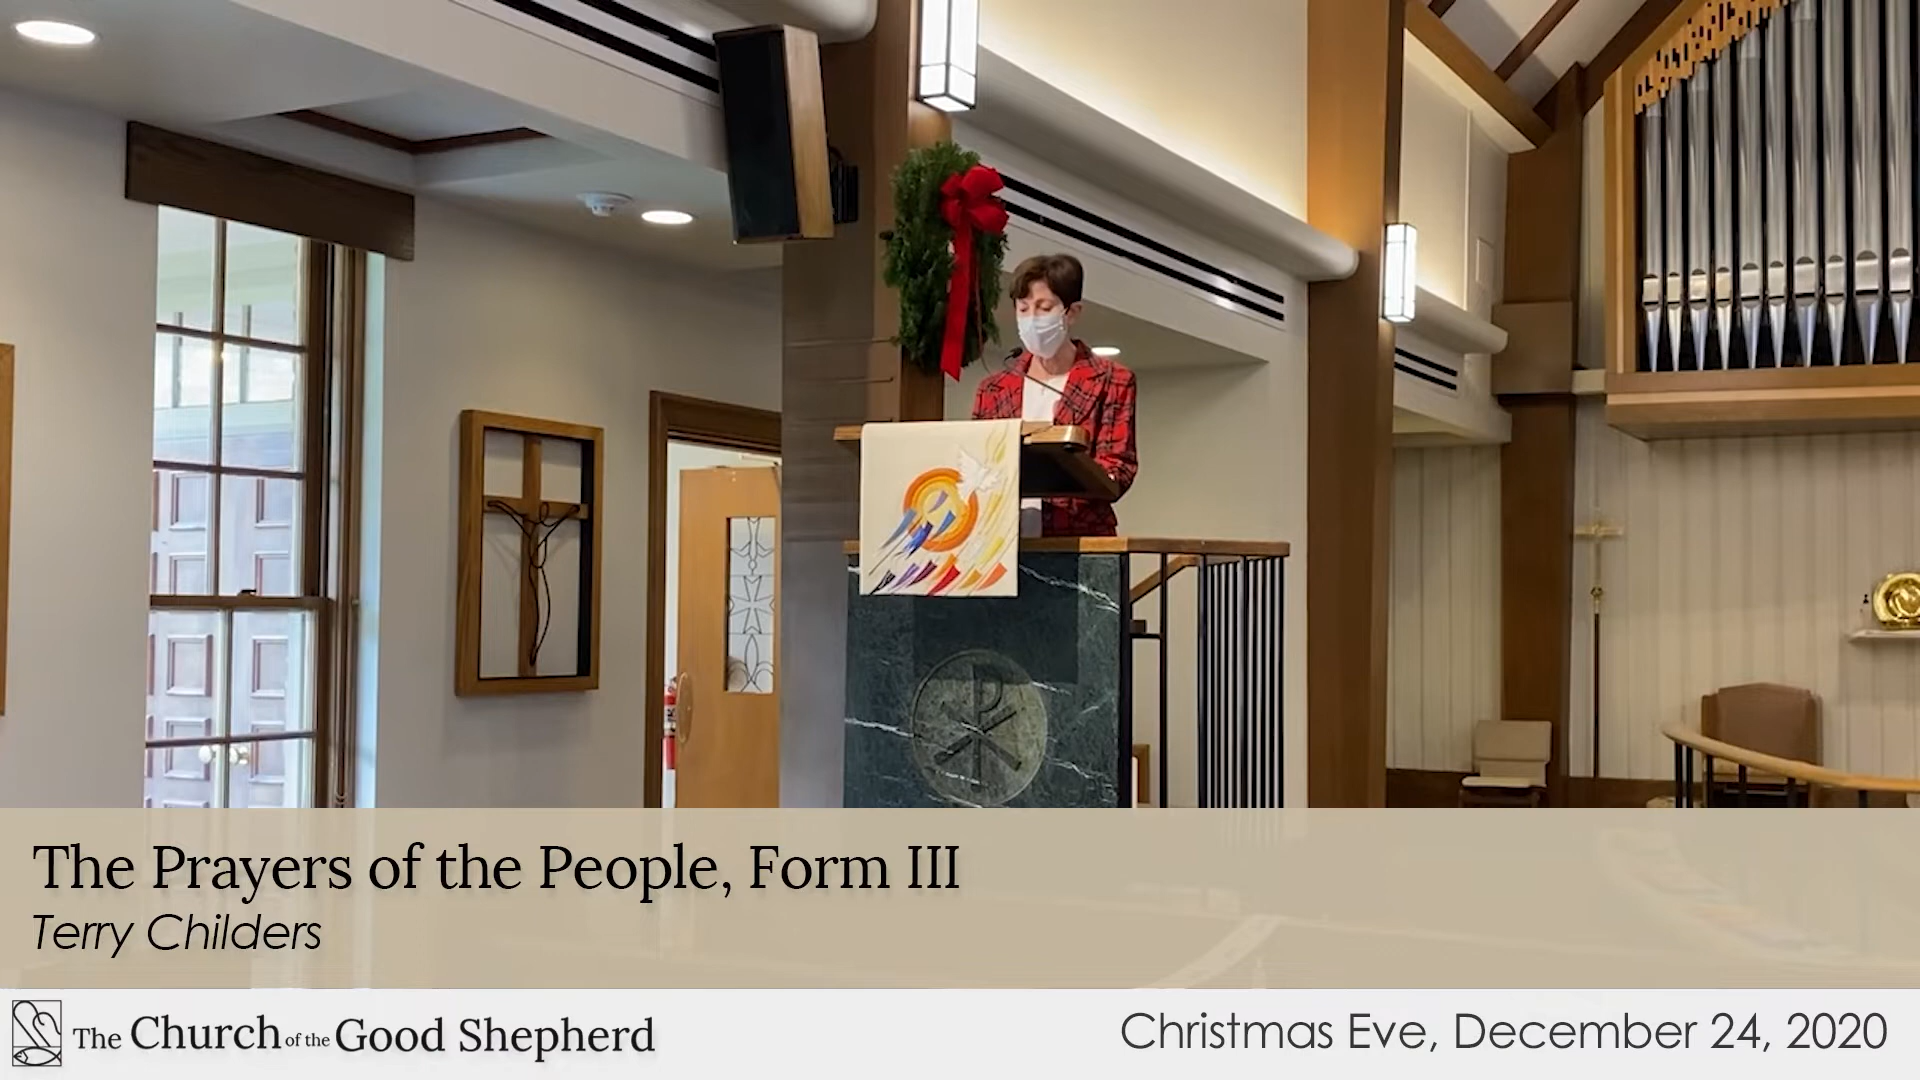 The Prayers of the People, Form III
Terry Childers
The Church of the Good Shepherd
Christmas Eve, December 24, 2020